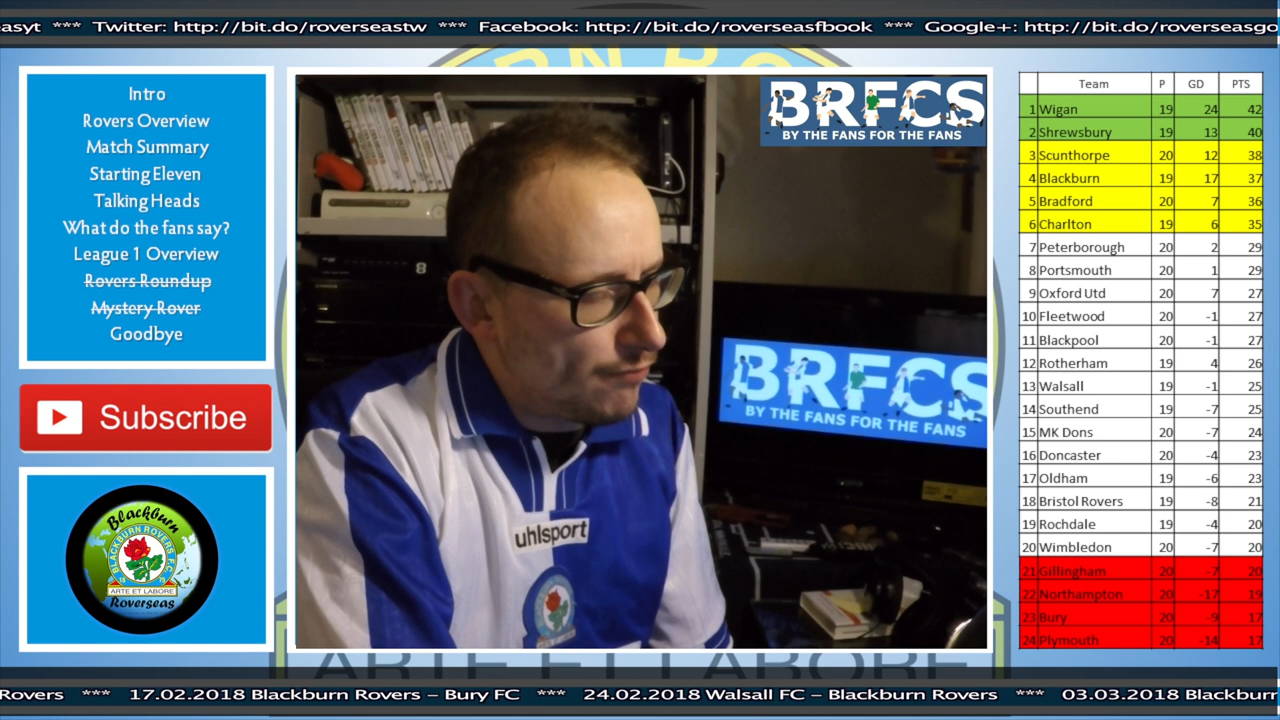 easyt *** Twitter: http://bit.do/roverseastw *** Facebook: http://bit.do/roverseasfbook *** Google+: http://bit.do/roverseasgo
Intro
Rovers Overview
Match Summary
Starting Eleven
Talking Heads
What do the fans say?
League 1 Overview
Rovers Roundup
Mystery Rover
Goodbye
Subscribe
Blackburn
BLACKBURN ROVERS F.C.
1875
ARTE ET LABORE
Roverseas
BRFCS
BY THE FANS FOR THE FANS
8
BRFCS
BY THE FANS FOR THE FANS
uhlsport
Team P GD PTS
1 Wigan 19 24 42
2 Shrewsbury 19 13 40
3 Scunthorpe 20 12 38
4 Blackburn 19 17 37
5 Bradford 20 7 36
6 Charlton 19 6 35
7 Peterborough 20 2 29
8 Portsmouth 20 1 29
9 Oxford Utd 20 7 27
10 Fleetwood 20 -1 27
11 Blackpool 20 -1 27
12 Rotherham 19 4 26
13 Walsall 19 -1 25
14 Southend 19 -7 25
15 MK Dons 20 -7 24
16 Doncaster 20 -4 23
17 Oldham 19 -6 23
18 Bristol Rovers 19 -8 21
19 Rochdale 19 -4 20
20 Wimbledon 20 -7 20
21 Gillingham 20 -7 20
22 Northampton 20 -17 19
23 Bury 20 -9 17
24 Plymouth 20 -14 17
ARTE ET LABORE
Rovers *** 17.02.2018 Blackburn Rovers – Bury FC *** 24.02.2018 Walsall FC – Blackburn Rovers *** 03.03.2018 Blackbur